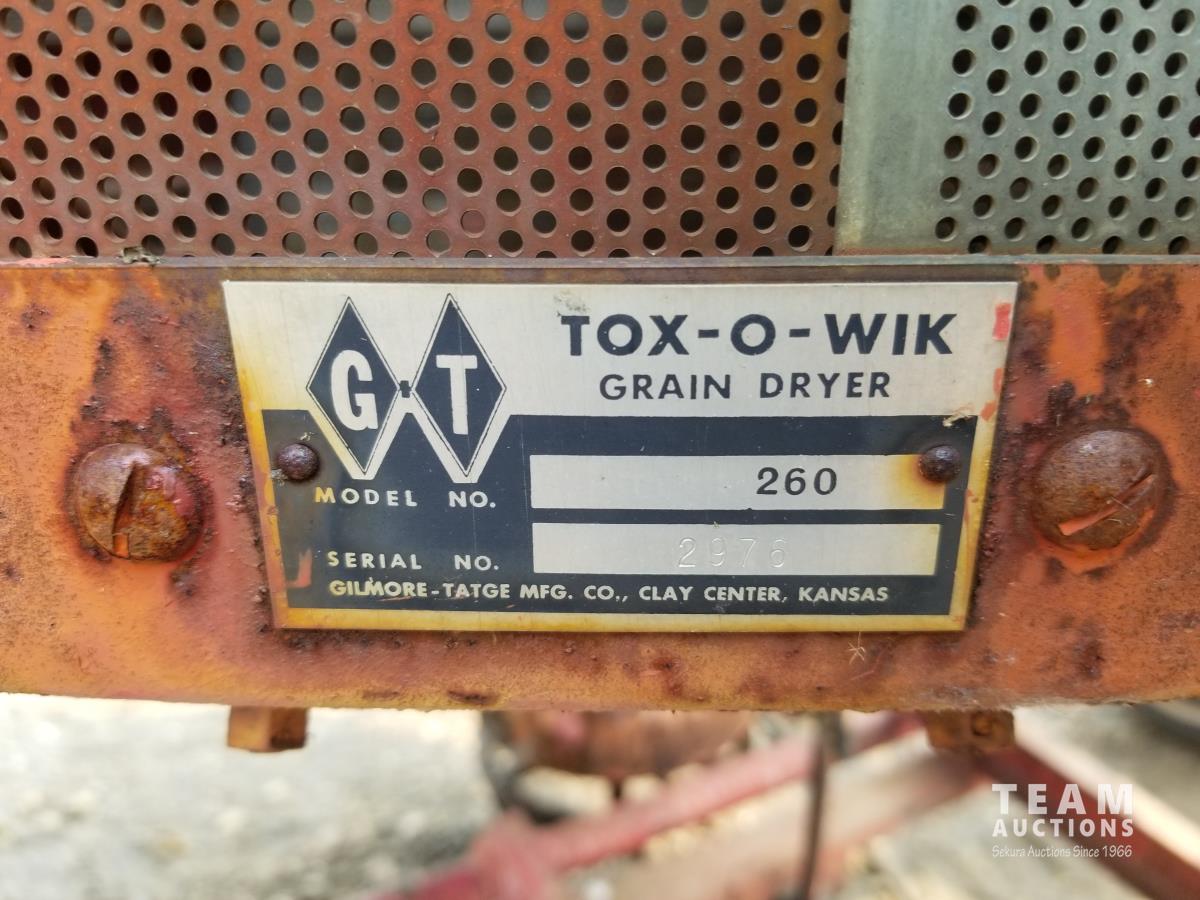 G T
TOX-O-WIK
GRAIN DRYER
MODEL NO. 260
SERIAL NO. 2976
GILMORE-TATGE MFG. CO., CLAY CENTER, KANSAS
TEAM
AUCTIONS
Sekura Auctions Since 1966